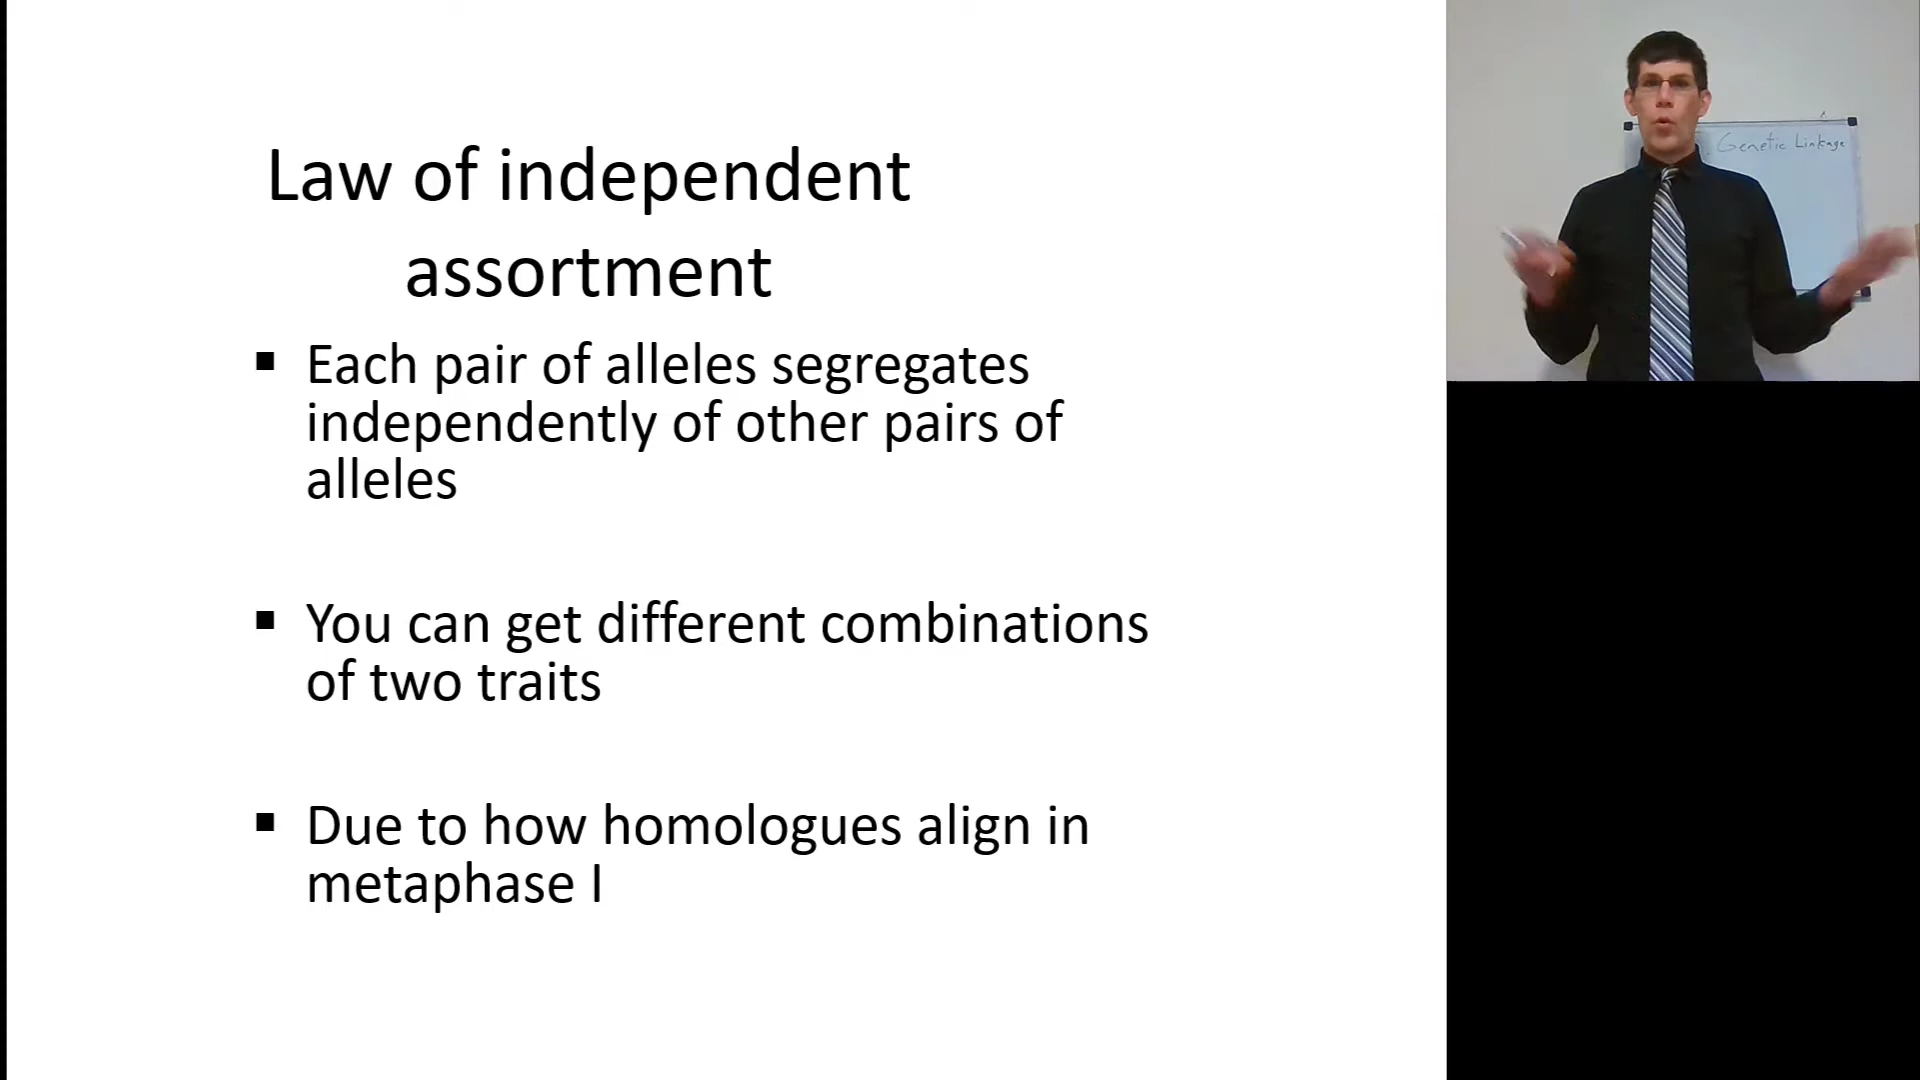 Law of independent
assortment
▪ Each pair of alleles segregates
independently of other pairs of
alleles
▪ You can get different combinations
of two traits
▪ Due to how homologues align in
metaphase I
Genetic Linkage